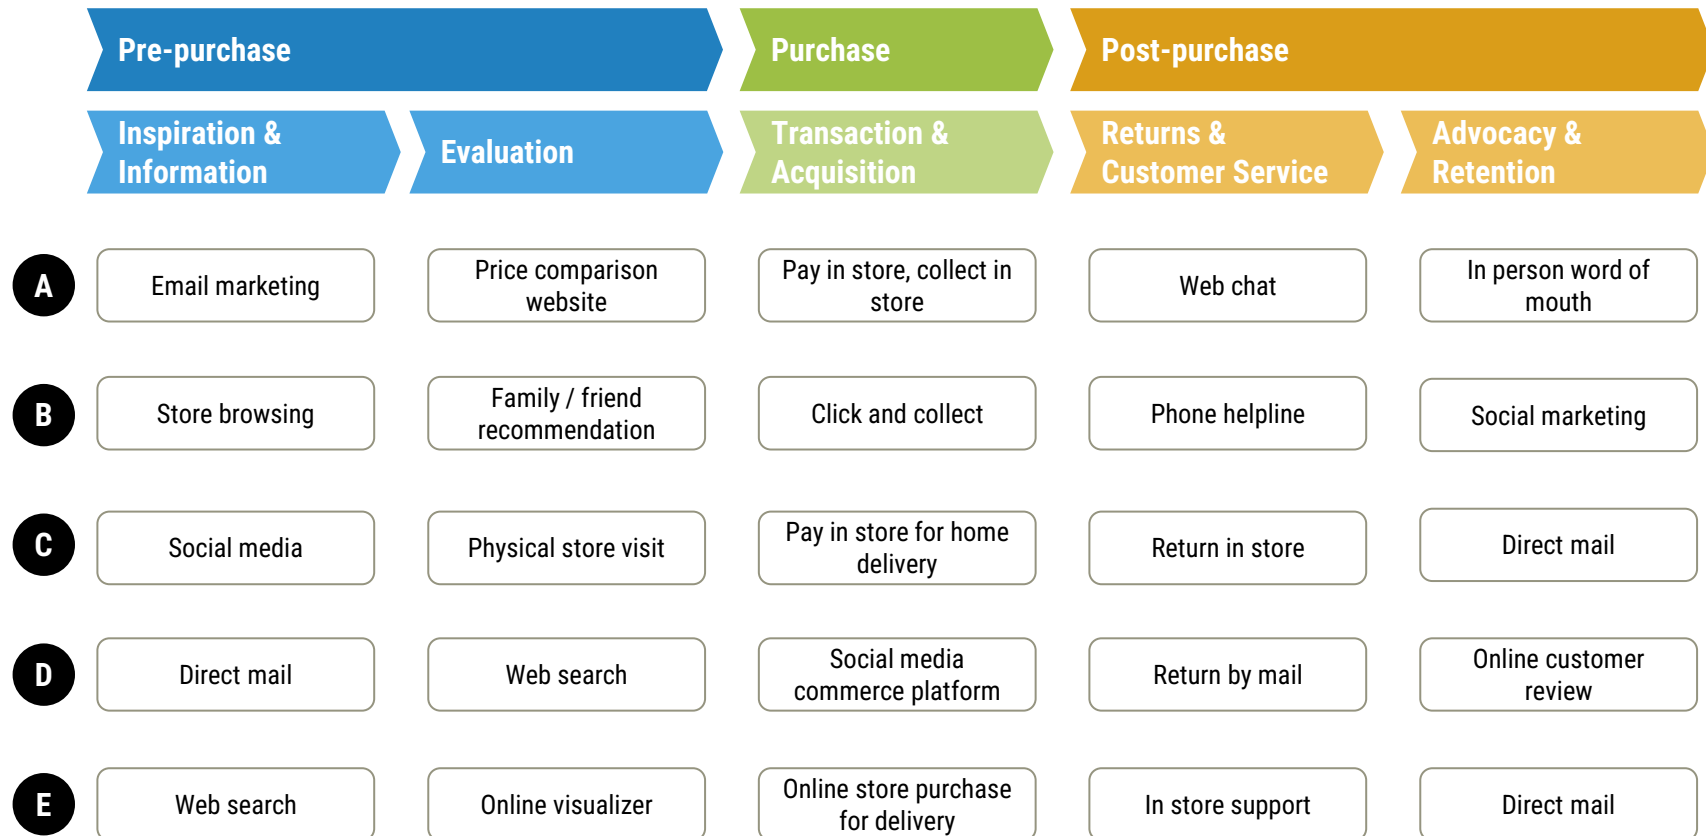 Pre-purchase
Purchase
Post-purchase
Inspiration &
Information
Evaluation
Transaction &
Acquisition
Returns &
Customer Service
Advocacy &
Retention
A
Email marketing
Price comparison
website
Pay in store, collect in
store
Web chat
In person word of
mouth
B
Store browsing
Family / friend
recommendation
Click and collect
Phone helpline
Social marketing
C
Social media
Physical store visit
Pay in store for home
delivery
Return in store
Direct mail
D
Direct mail
Web search
Social media
commerce platform
Return by mail
Online customer
review
E
Web search
Online visualizer
Online store purchase
for delivery
In store support
Direct mail